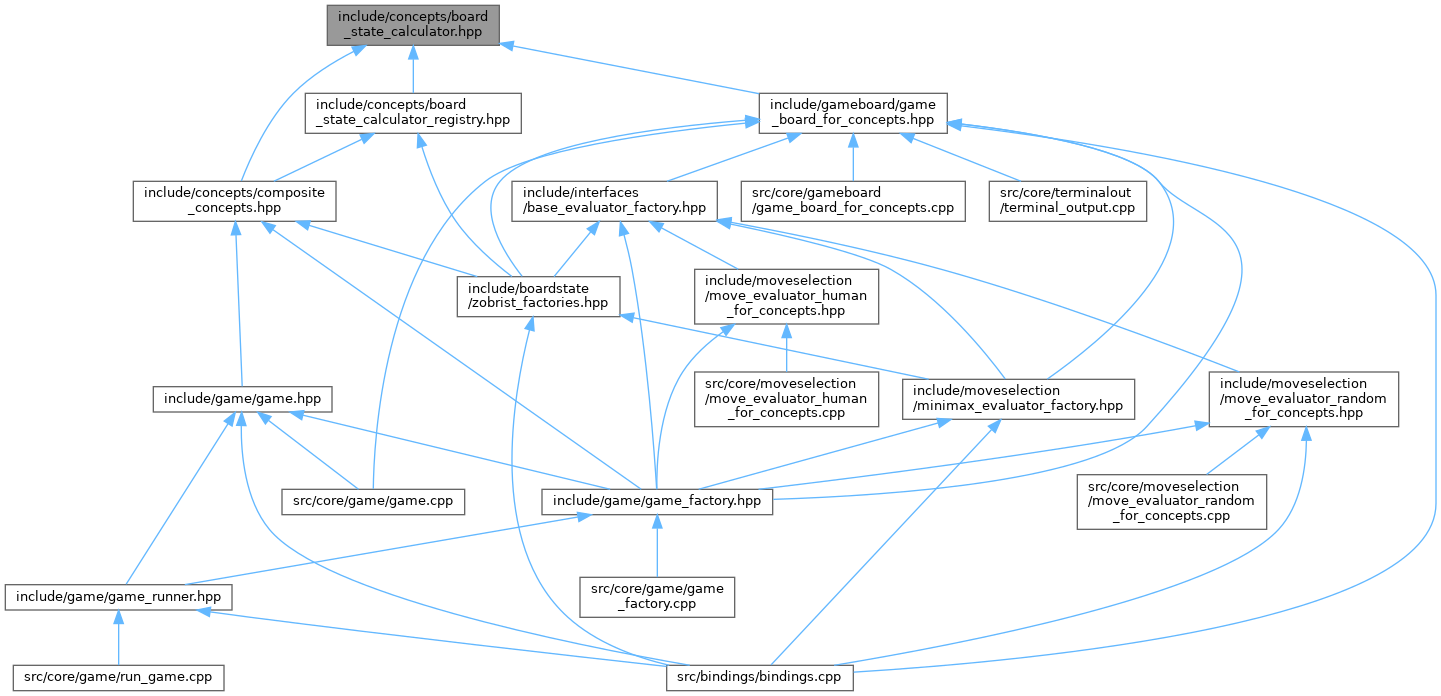 include/concepts/board
_state_calculator.hpp
include/concepts/board
_state_calculator_registry.hpp
include/gameboard/game
_board_for_concepts.hpp
include/concepts/composite
_concepts.hpp
include/interfaces
/base_evaluator_factory.hpp
src/core/gameboard
/game_board_for_concepts.cpp
src/core/terminalout
/terminal_output.cpp
include/boardstate
/zobrist_factories.hpp
include/moveselection
/move_evaluator_human
_for_concepts.hpp
include/game/game.hpp
src/core/moveselection
/move_evaluator_human
_for_concepts.cpp
include/moveselection
/minimax_evaluator_factory.hpp
include/moveselection
/move_evaluator_random
_for_concepts.hpp
src/core/game/game.cpp
include/game/game_factory.hpp
src/core/moveselection
/move_evaluator_random
_for_concepts.cpp
include/game/game_runner.hpp
src/core/game/game
_factory.cpp
src/core/game/run_game.cpp
src/bindings/bindings.cpp